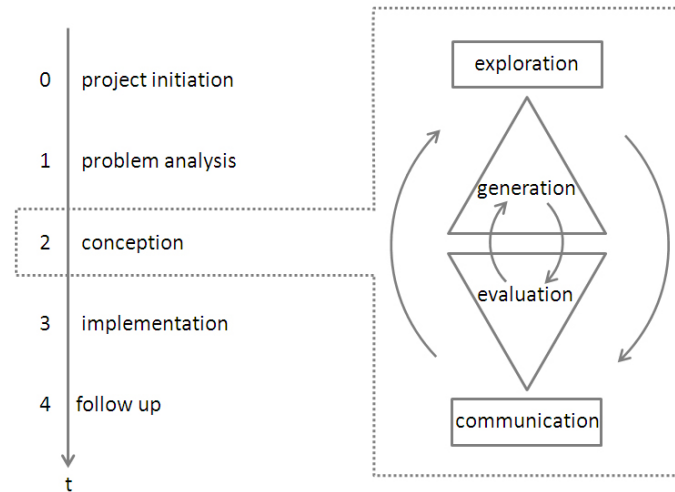 0 project initiation
1 problem analysis
2 conception
3 implementation
4 follow up
t
exploration
generation
evaluation
communication